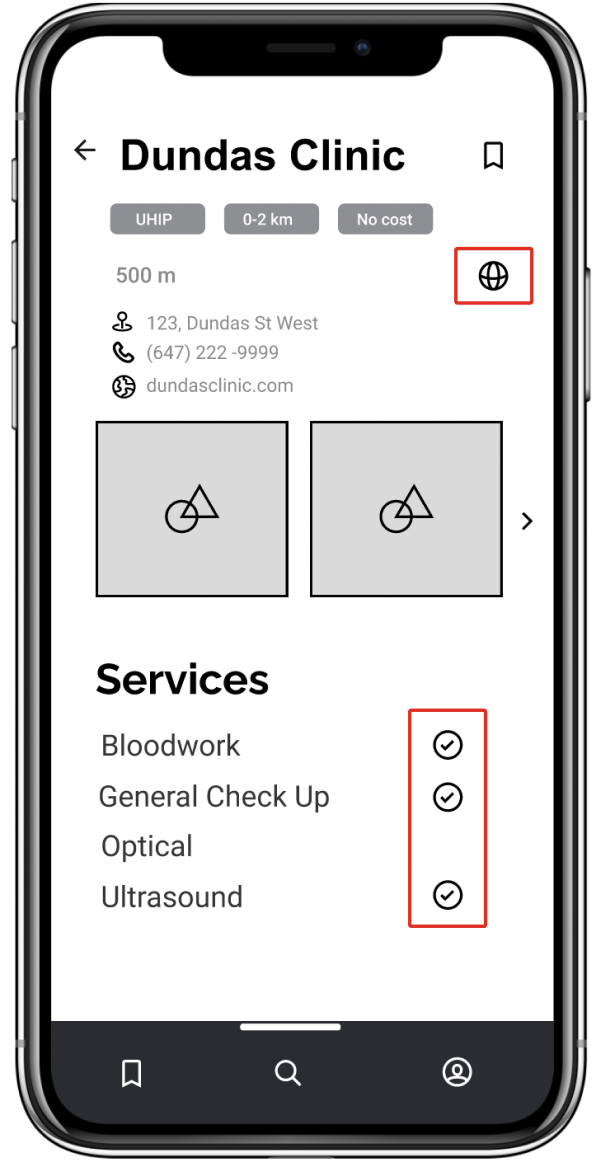 Dundas Clinic
UHIP 0-2 km No cost
500 m
123, Dundas St West
(647) 222 -9999
dundasclinic.com
Services
Bloodwork
General Check Up
Optical
Ultrasound